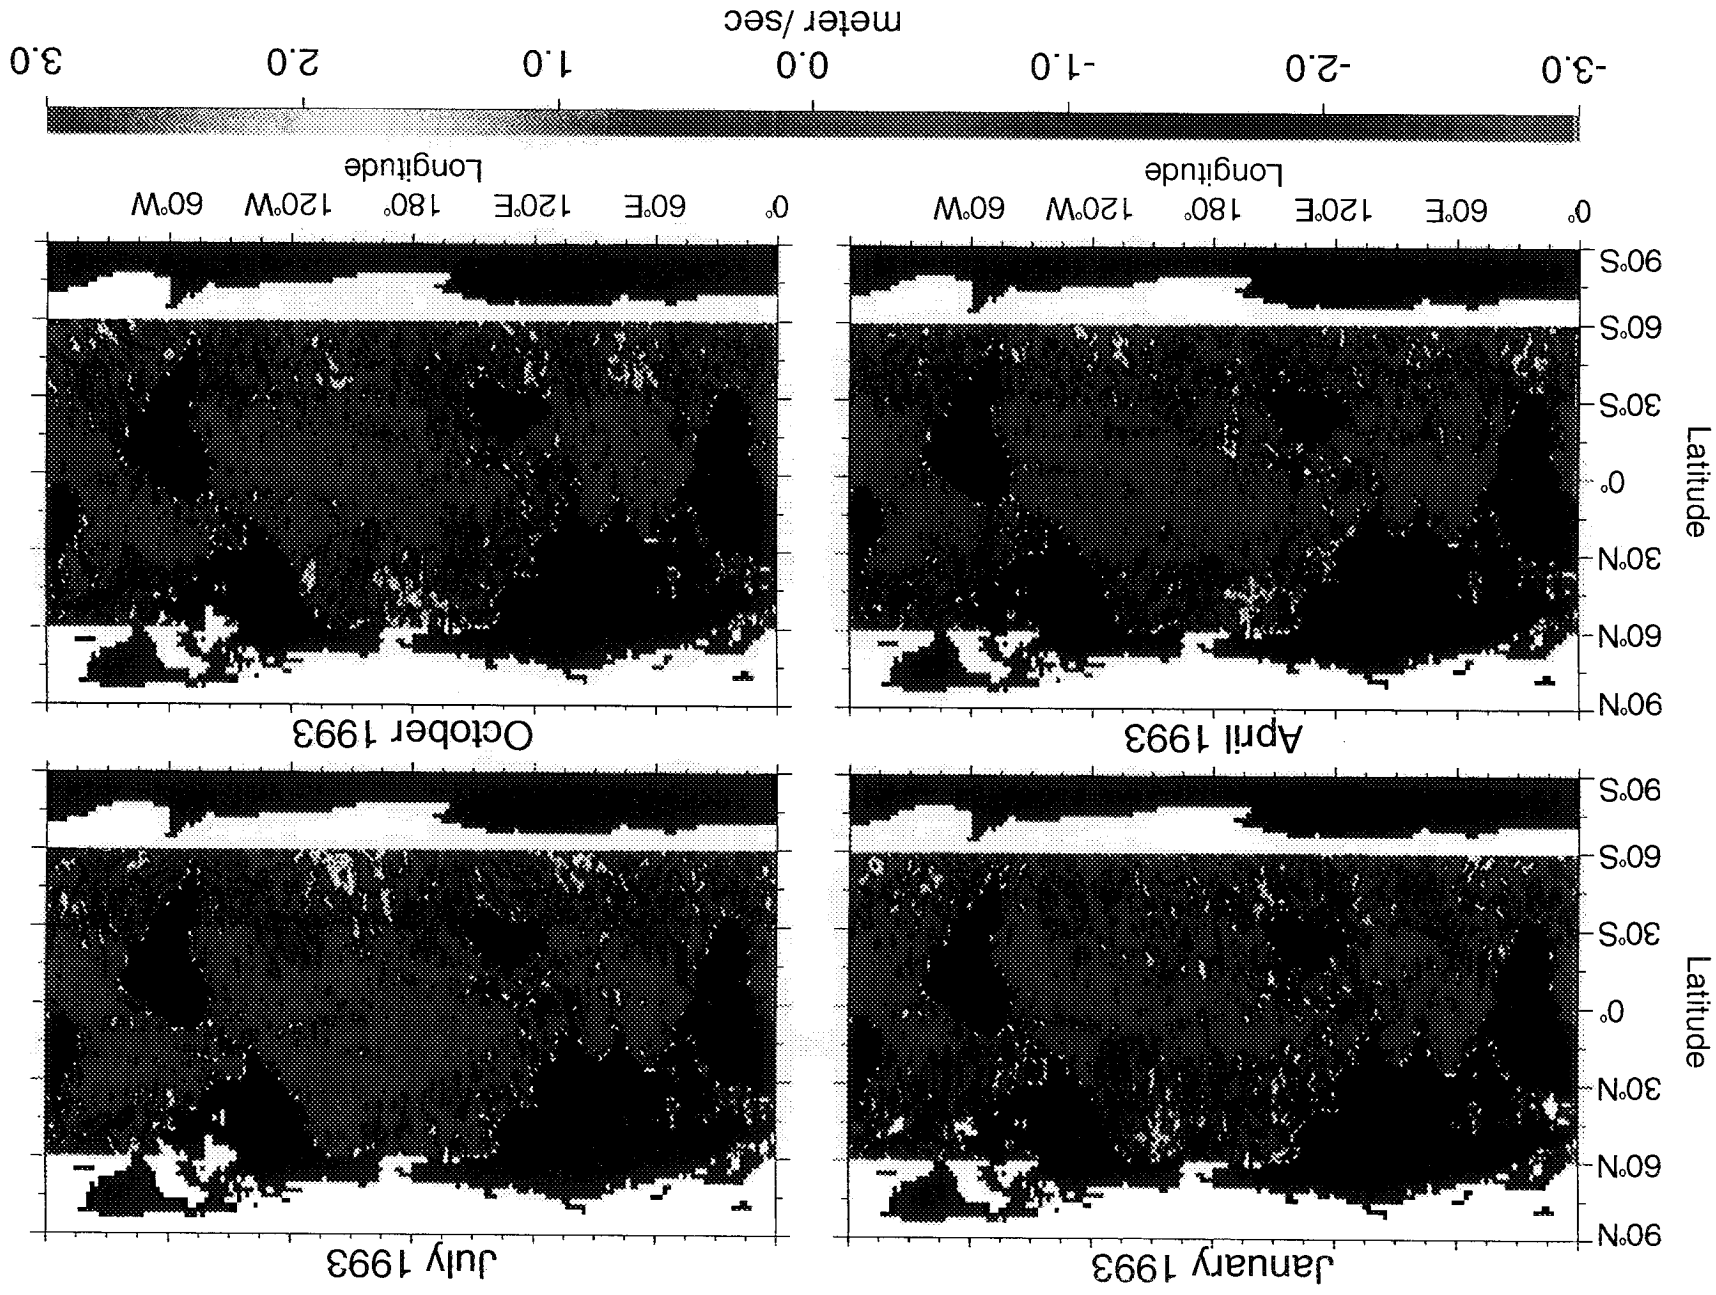 January 1993 July 1993
90°N
60°N
30°N
0°
30°S
60°S
90°S
Latitude
April 1993 October 1993
90°N
60°N
30°N
0°
30°S
60°S
90°S
Latitude
0° 60°E 120°E 180° 120°W 60°W 0° 60°E 120°E 180° 120°W 60°W
Longitude Longitude
-3.0 -2.0 -1.0 0.0 1.0 2.0 3.0
meter/sec